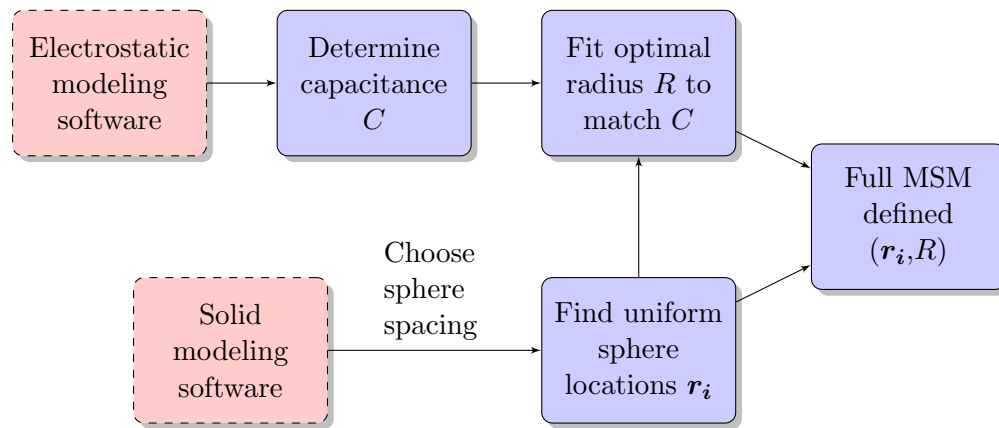 Electrostatic
modeling
software
Determine
capacitance
C
Fit optimal
radius R to
match C
Full MSM
defined
(r_i,R)
Choose
sphere
spacing
Solid
modeling
software
Find uniform
sphere
locations r_i